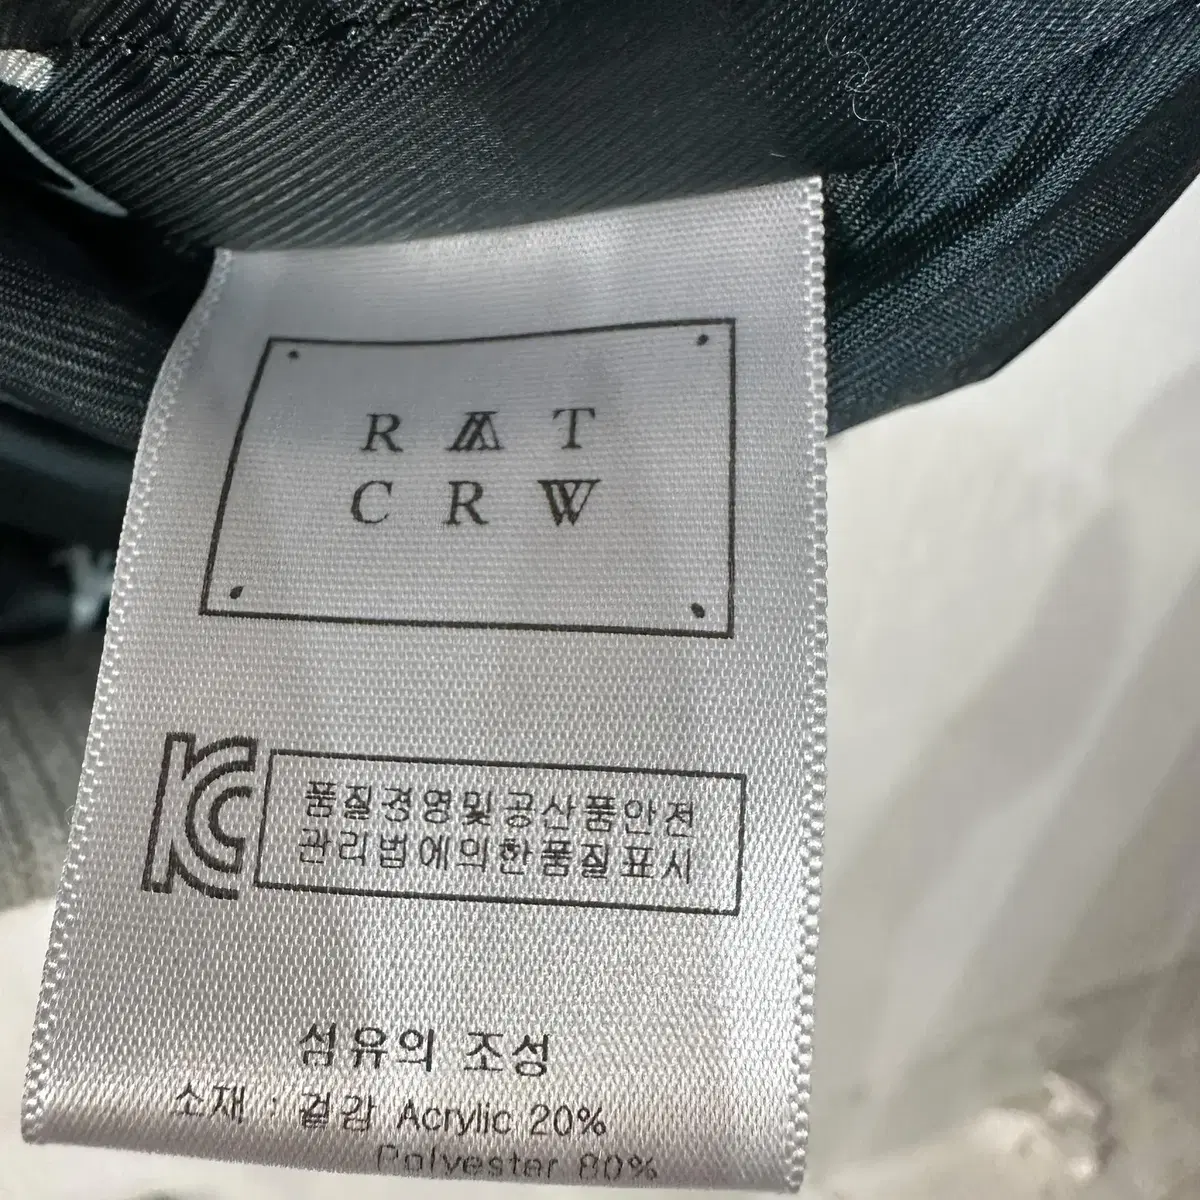 R A T
C R W
KC
품질경영및공산품안전
관리법에의한품질표시
섬유의 조성
소재 : 겉감 Acrylic 20%
Polyester 80%